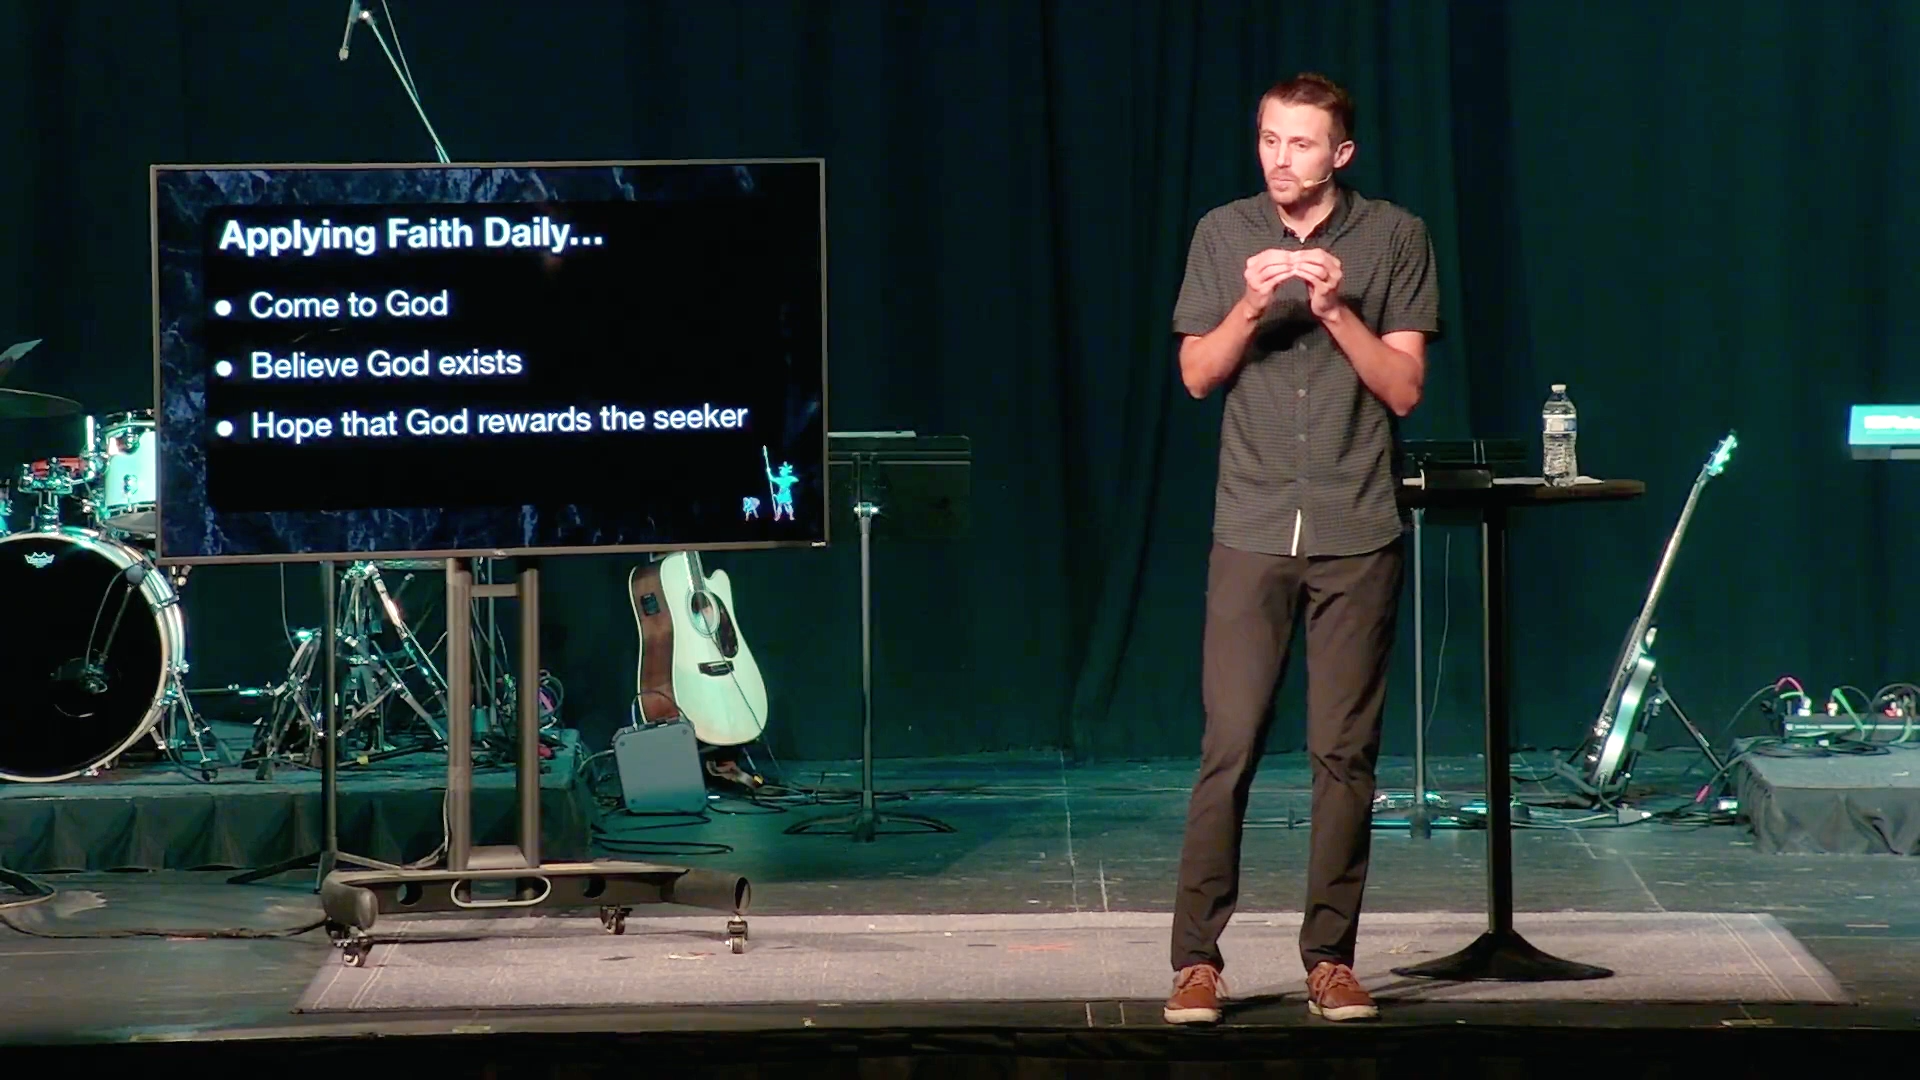 Applying Faith Daily...
• Come to God
• Believe God exists
• Hope that God rewards the seeker